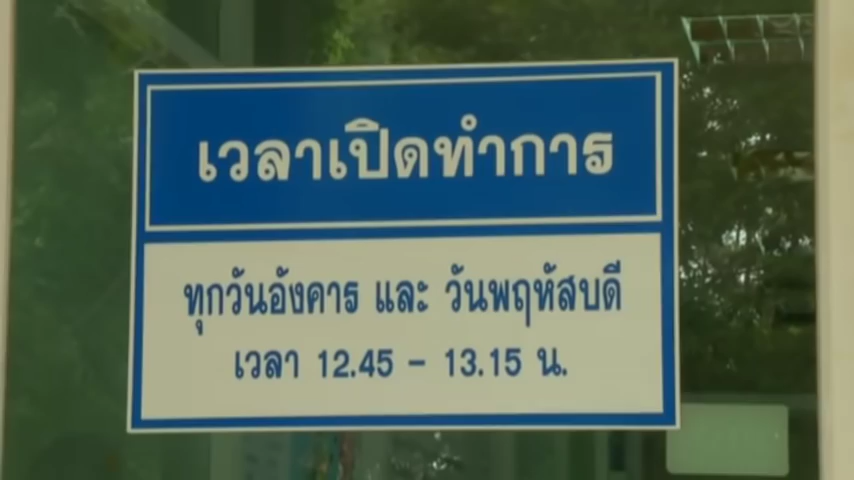 เวลาเปิดทำการ
ทุกวันอังคาร และ วันพฤหัสบดี
เวลา 12.45 - 13.15 น.